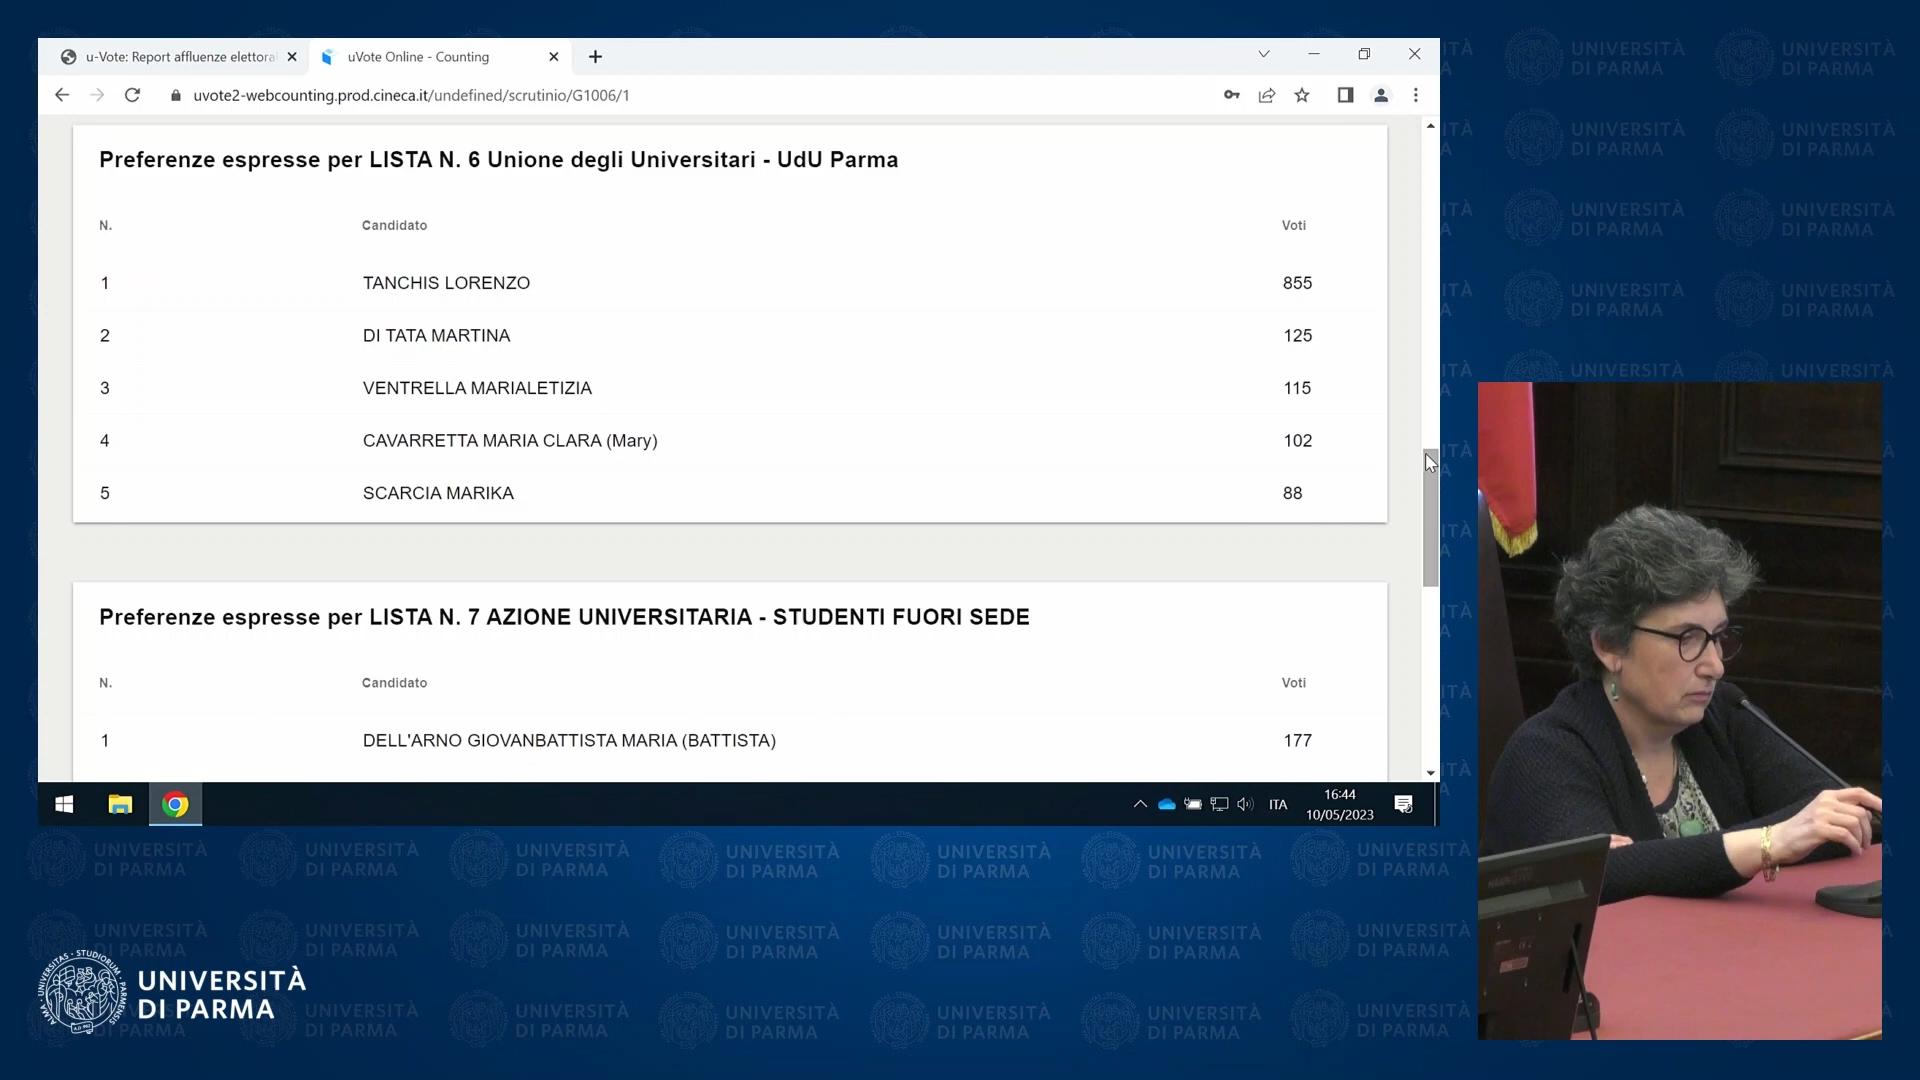 u-Vote: Report affluenze elettora
uVote Online - Counting
uvote2-webcounting.prod.cineca.it/undefined/scrutinio/G1006/1
Preferenze espresse per LISTA N. 6 Unione degli Universitari - UdU Parma
N. Candidato Voti
1 TANCHIS LORENZO 855
2 DI TATA MARTINA 125
3 VENTRELLA MARIALETIZIA 115
4 CAVARRETTA MARIA CLARA (Mary) 102
5 SCARCIA MARIKA 88
Preferenze espresse per LISTA N. 7 AZIONE UNIVERSITARIA - STUDENTI FUORI SEDE
N. Candidato Voti
1 DELL'ARNO GIOVANBATTISTA MARIA (BATTISTA) 177
ITA
16:44
10/05/2023
UNIVERSITÀ
DI PARMA